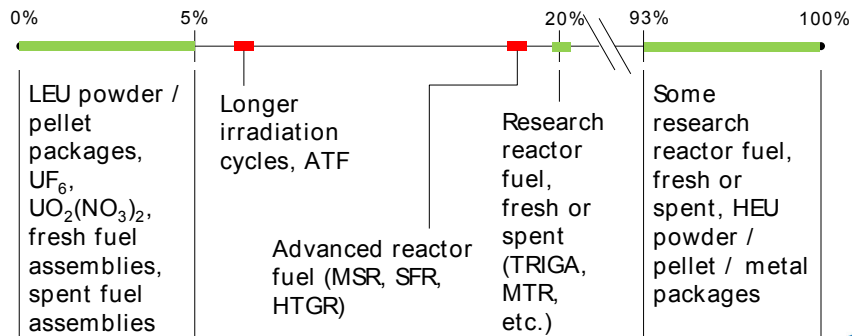 0%
5%
20%
93%
100%
LEU powder /
pellet
packages,
UF₆,
UO₂(NO₃)₂,
fresh fuel
assemblies,
spent fuel
assemblies
Longer
irradiation
cycles, ATF
Advanced reactor
fuel (MSR, SFR,
HTGR)
Research
reactor
fuel,
fresh or
spent
(TRIGA,
MTR,
etc.)
Some
research
reactor fuel,
fresh or
spent, HEU
powder /
pellet / metal
packages